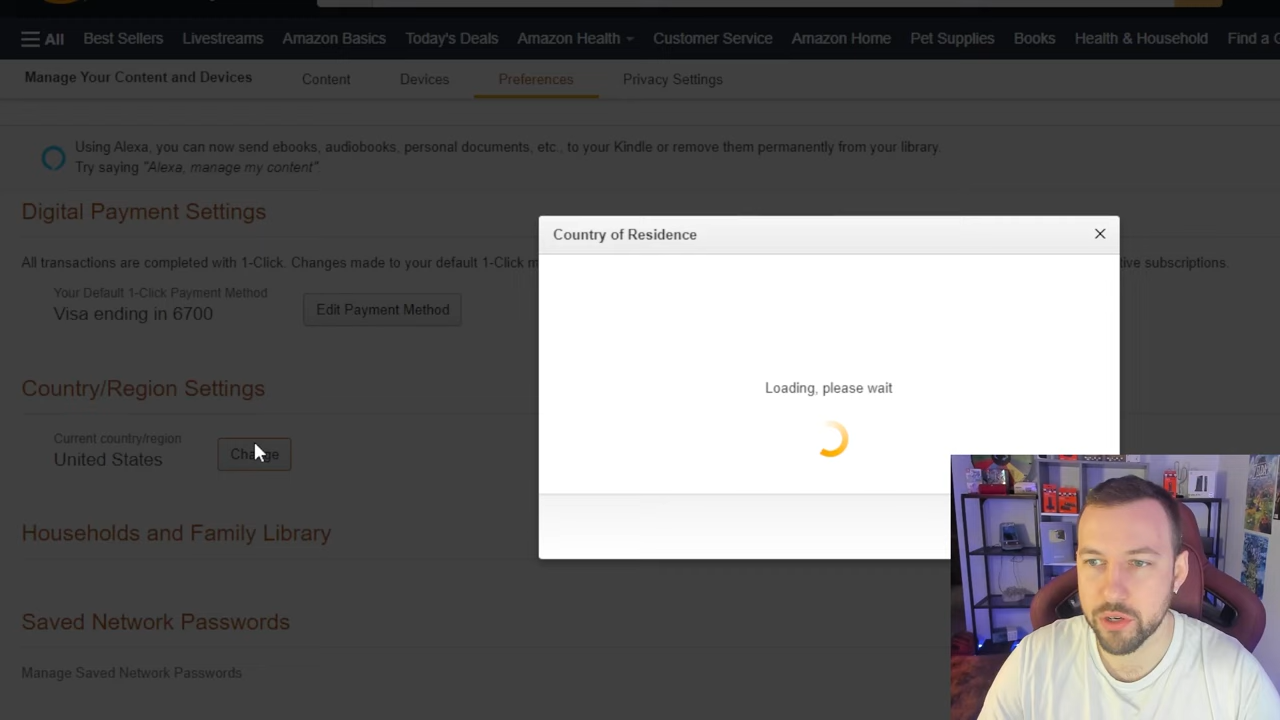 All Best Sellers Livestreams Amazon Basics Today's Deals Amazon Health Customer Service Amazon Home Pet Supplies Books Health & Household Find a
Manage Your Content and Devices Content Devices Preferences Privacy Settings
Using Alexa, you can now send ebooks, audiobooks, personal documents, etc., to your Kindle or remove them permanently from your library.
Try saying "Alexa, manage my content"
Digital Payment Settings
Country of Residence
All transactions are completed with 1-Click. Changes made to your default 1-Click m
tive subscriptions.
Your Default 1-Click Payment Method
Visa ending in 6700
Edit Payment Method
Loading, please wait
Country/Region Settings
Current country/region
United States
Change
Households and Family Library
Saved Network Passwords
Manage Saved Network Passwords